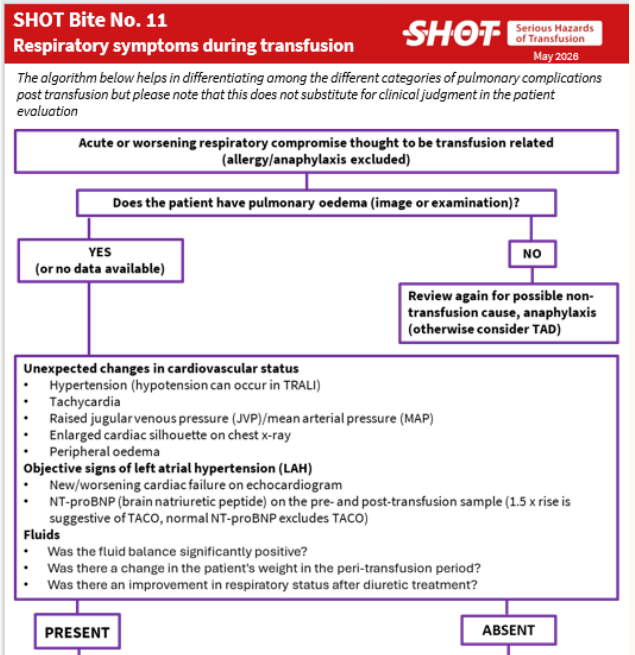 SHOT Bite No. 11
Respiratory symptoms during transfusion
SHOT
Serious Hazards
of Transfusion
May 2026
The algorithm below helps in differentiating among the different categories of pulmonary complications
post transfusion but please note that this does not substitute for clinical judgment in the patient
evaluation
Acute or worsening respiratory compromise thought to be transfusion related
(allergy/anaphylaxis excluded)
Does the patient have pulmonary oedema (image or examination)?
YES
(or no data available)
NO
Review again for possible non-
transfusion cause, anaphylaxis
(otherwise consider TAD)
Unexpected changes in cardiovascular status
• Hypertension (hypotension can occur in TRALI)
• Tachycardia
• Raised jugular venous pressure (JVP)/mean arterial pressure (MAP)
• Enlarged cardiac silhouette on chest x-ray
• Peripheral oedema
Objective signs of left atrial hypertension (LAH)
• New/worsening cardiac failure on echocardiogram
• NT-proBNP (brain natriuretic peptide) on the pre- and post-transfusion sample (1.5 x rise is
suggestive of TACO, normal NT-proBNP excludes TACO)
Fluids
• Was the fluid balance significantly positive?
• Was there a change in the patient's weight in the peri-transfusion period?
• Was there an improvement in respiratory status after diuretic treatment?
PRESENT
ABSENT